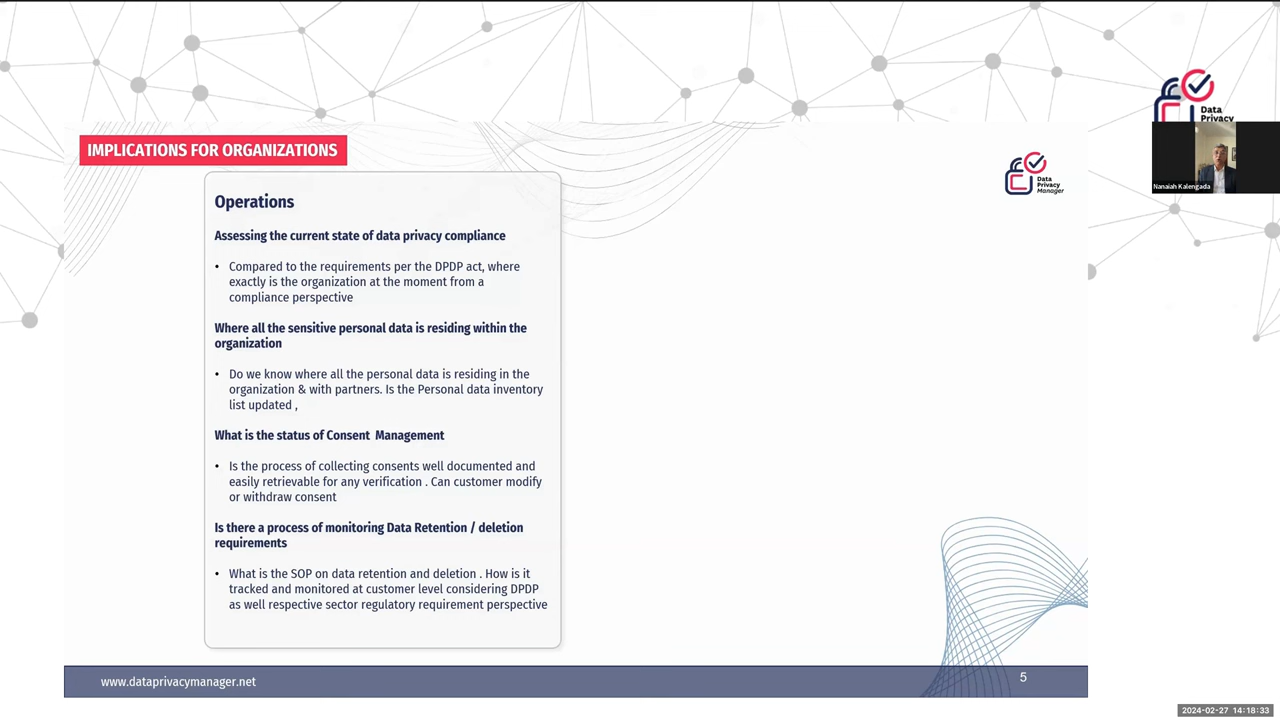 IMPLICATIONS FOR ORGANIZATIONS
Data
Privacy
Data
Privacy
Manager
Nanaiah Kalengada
Operations
Assessing the current state of data privacy compliance
• Compared to the requirements per the DPDP act, where
exactly is the organization at the moment from a
compliance perspective
Where all the sensitive personal data is residing within the
organization
• Do we know where all the personal data is residing in the
organization & with partners. Is the Personal data inventory
list updated ,
What is the status of Consent  Management
• Is the process of collecting consents well documented and
easily retrievable for any verification . Can customer modify
or withdraw consent
Is there a process of monitoring Data Retention / deletion
requirements
• What is the SOP on data retention and deletion . How is it
tracked and monitored at customer level considering DPDP
as well respective sector regulatory requirement perspective
www.dataprivacymanager.net
5
2024-02-27 14:18:33